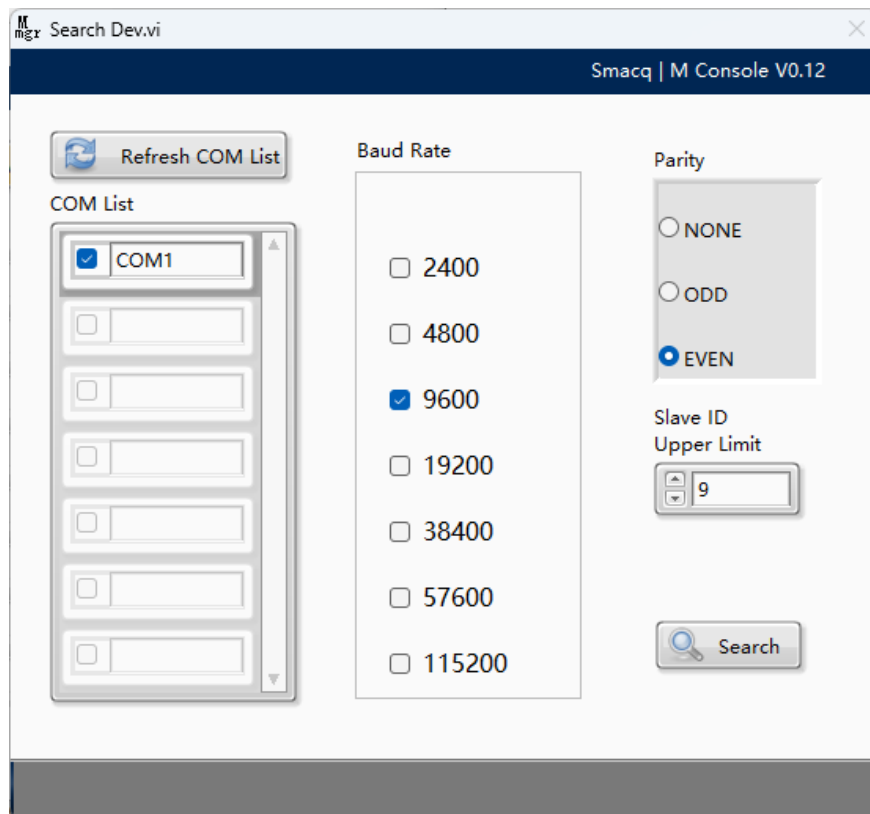 M
mgr Search Dev.vi
Smacq | M Console V0.12
Refresh COM List
COM List
COM1
Baud Rate
2400
4800
9600
19200
38400
57600
115200
Parity
NONE
ODD
EVEN
Slave ID
Upper Limit
9
Search